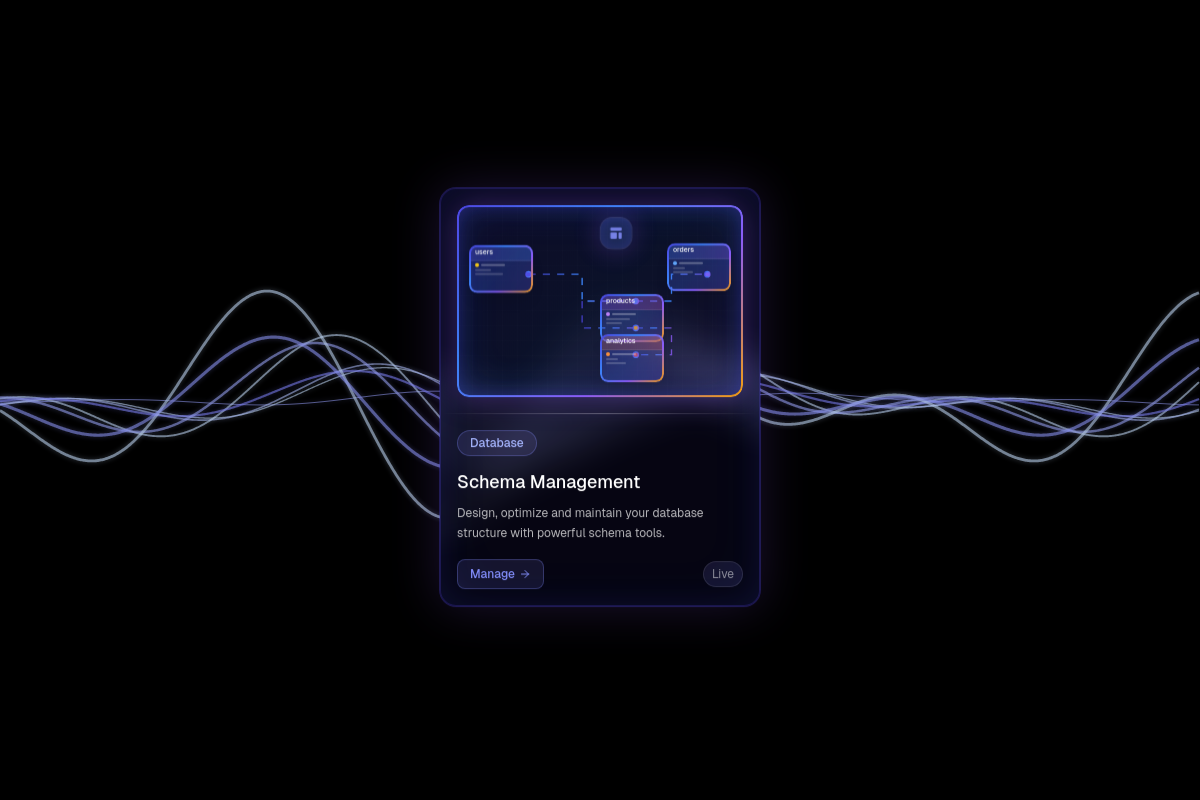 users
orders
products
analytics
Database
Schema Management
Design, optimize and maintain your database
structure with powerful schema tools.
Manage →
Live